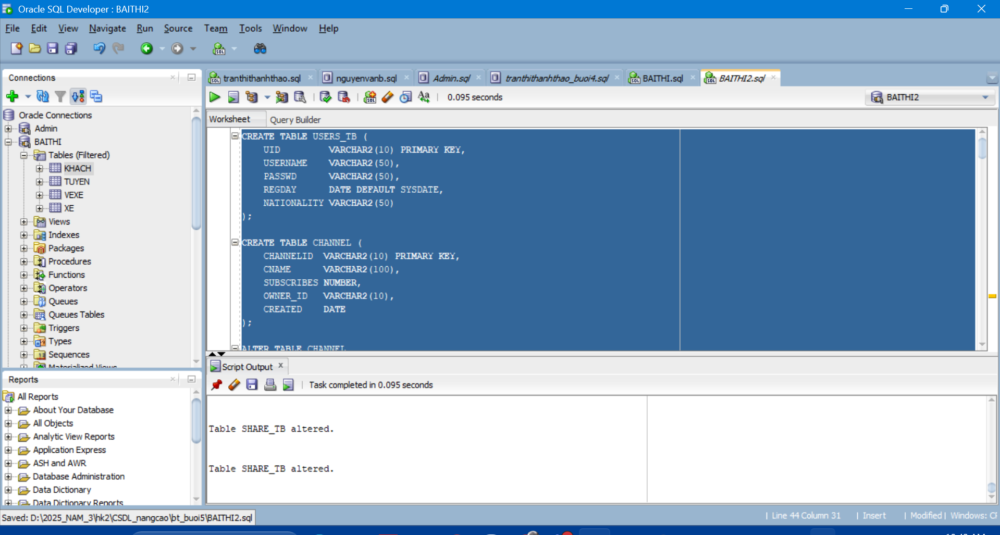 Oracle SQL Developer : BAITHI2
File Edit View Navigate Run Source Team Tools Window Help
Connections
Oracle Connections
Admin
BAITHI
Tables (Filtered)
KHACH
TUYEN
VEXE
XE
Views
Indexes
Packages
Procedures
Functions
Operators
Queues
Queues Tables
Triggers
Types
Sequences
Materialized Views
Reports
All Reports
About Your Database
All Objects
Analytic View Reports
Application Express
ASH and AWR
Database Administration
Data Dictionary
Data Dictionary Reports
tranthithanhthao.sql nguyenvanb.sql Admin.sql tranthithanhthao_buoi4.sql BAITHI.sql BAITHI2.sql
0.095 seconds BAITHI2
Worksheet Query Builder
CREATE TABLE USERS_TB (
UID VARCHAR2(10) PRIMARY KEY,
USERNAME VARCHAR2(50),
PASSWD VARCHAR2(50),
REGDAY DATE DEFAULT SYSDATE,
NATIONALITY VARCHAR2(50)
);
CREATE TABLE CHANNEL (
CHANNELID VARCHAR2(10) PRIMARY KEY,
CNAME VARCHAR2(100),
SUBSCRIBES NUMBER,
OWNER_ID VARCHAR2(10),
CREATED DATE
);
ALTER TABLE CHANNEL
Script Output
Task completed in 0.095 seconds
Table SHARE_TB altered.
Table SHARE_TB altered.
Saved: D:\2025_NAM_3\hk2\CSDL_nangcao\bt_buoi5\BAITHI2.sql
| Line 44 Column 31 | Insert | Modified | Windows: